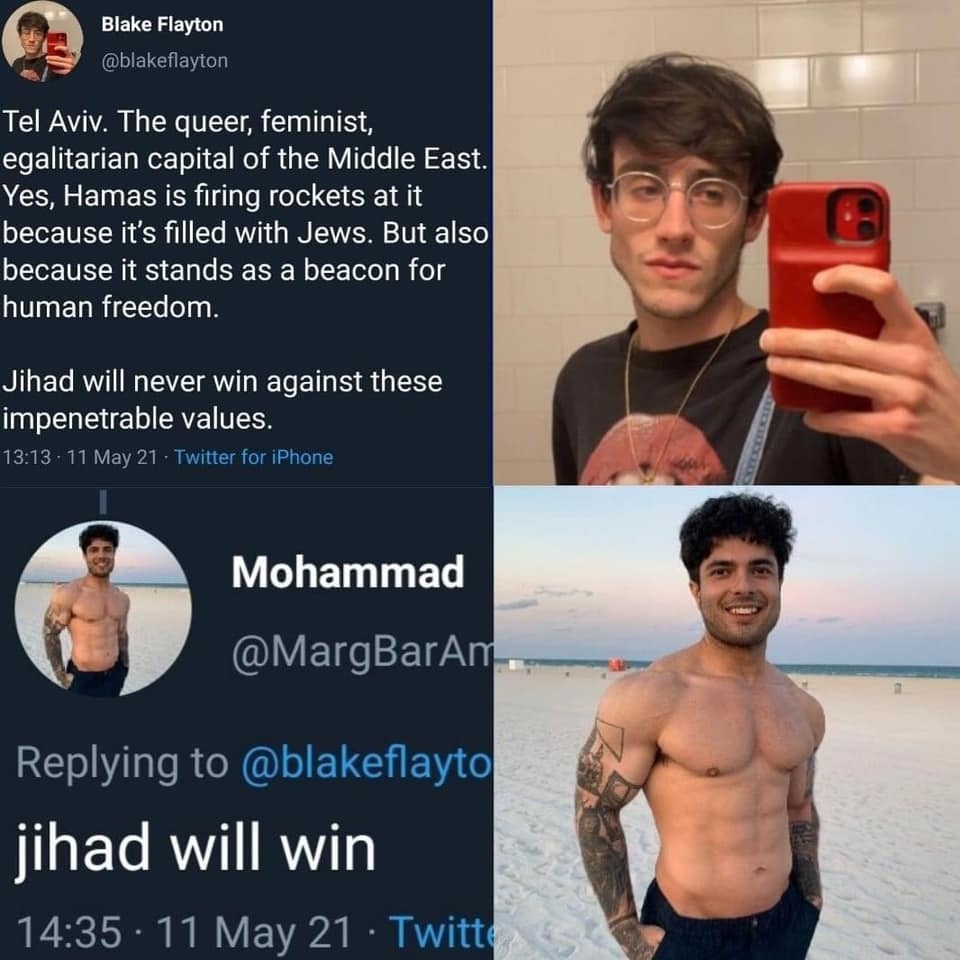 Blake Flayton
@blakeflayton
Tel Aviv. The queer, feminist,
egalitarian capital of the Middle East.
Yes, Hamas is firing rockets at it
because it's filled with Jews. But also
because it stands as a beacon for
human freedom.
Jihad will never win against these
impenetrable values.
13:13 · 11 May 21 · Twitter for iPhone
Mohammad
@MargBarAm
Replying to @blakeflayto
jihad will win
14:35 · 11 May 21 · Twitte